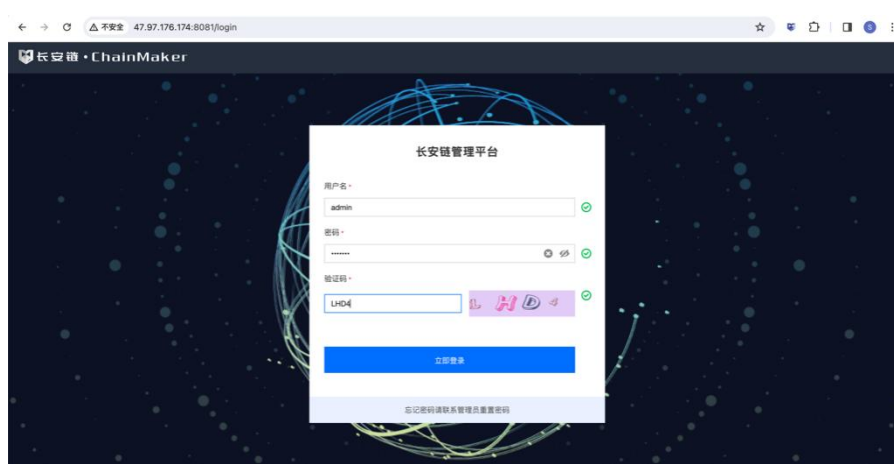 不安全 47.97.176.174:8081/login
长安链·ChainMaker
长安链管理平台
用户名*
admin
密码*
•••••••
验证码*
LHD4 LHD4
立即登录
忘记密码请联系管理员重置密码